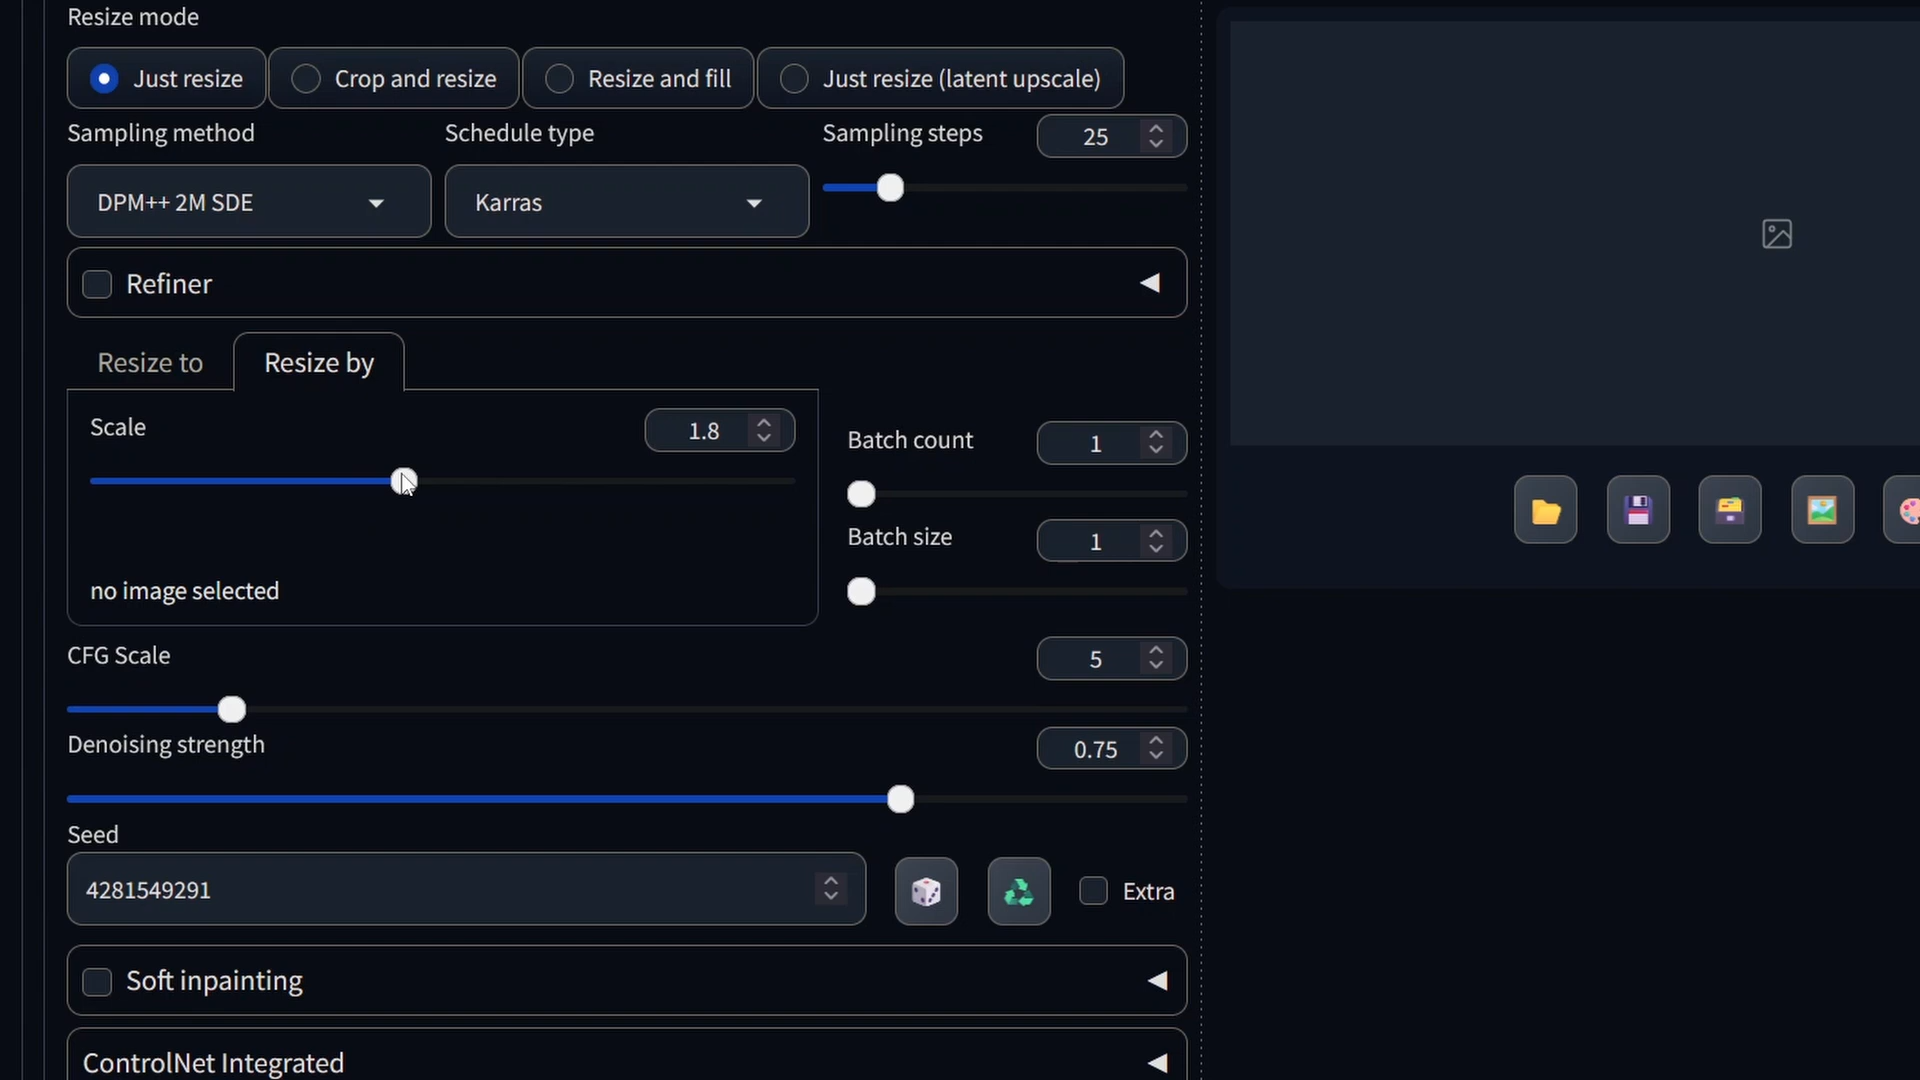 Resize mode
Just resize
Crop and resize
Resize and fill
Just resize (latent upscale)
Sampling method
Schedule type
Sampling steps
25
DPM++ 2M SDE
Karras
Refiner
Resize to
Resize by
Scale
1.8
Batch count
1
Batch size
1
no image selected
CFG Scale
5
Denoising strength
0.75
Seed
4281549291
Extra
Soft inpainting
ControlNet Integrated